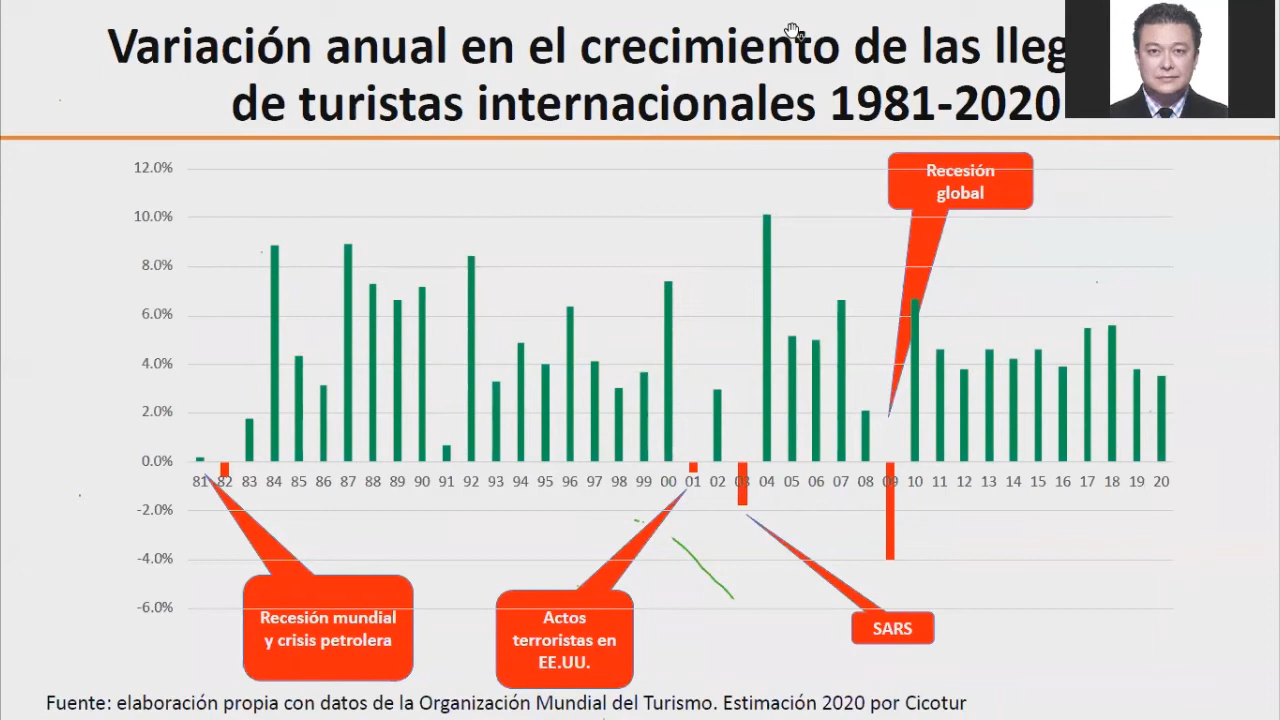 Variación anual en el crecimiento de las
de turistas internacionales 1981-2020
12.0%
Recesión
global
10.0%
8.0%
6.0%
4.0%
2.0%
0.0%
81 82 83 84 85 86 87 88 89 90 91 92 93 94 95 96 97 98 99 00 01 02 03 04 05 06 07 08 09 10 11 12 13 14 15 16 17 18 19 20
-2.0%
-4.0%
-6.0%
Recesión mundial
y crisis petrolera
Actos
terroristas en
EE.UU.
SARS
Fuente: elaboración propia con datos de la Organización Mundial del Turismo. Estimación 2020 por Cicotur